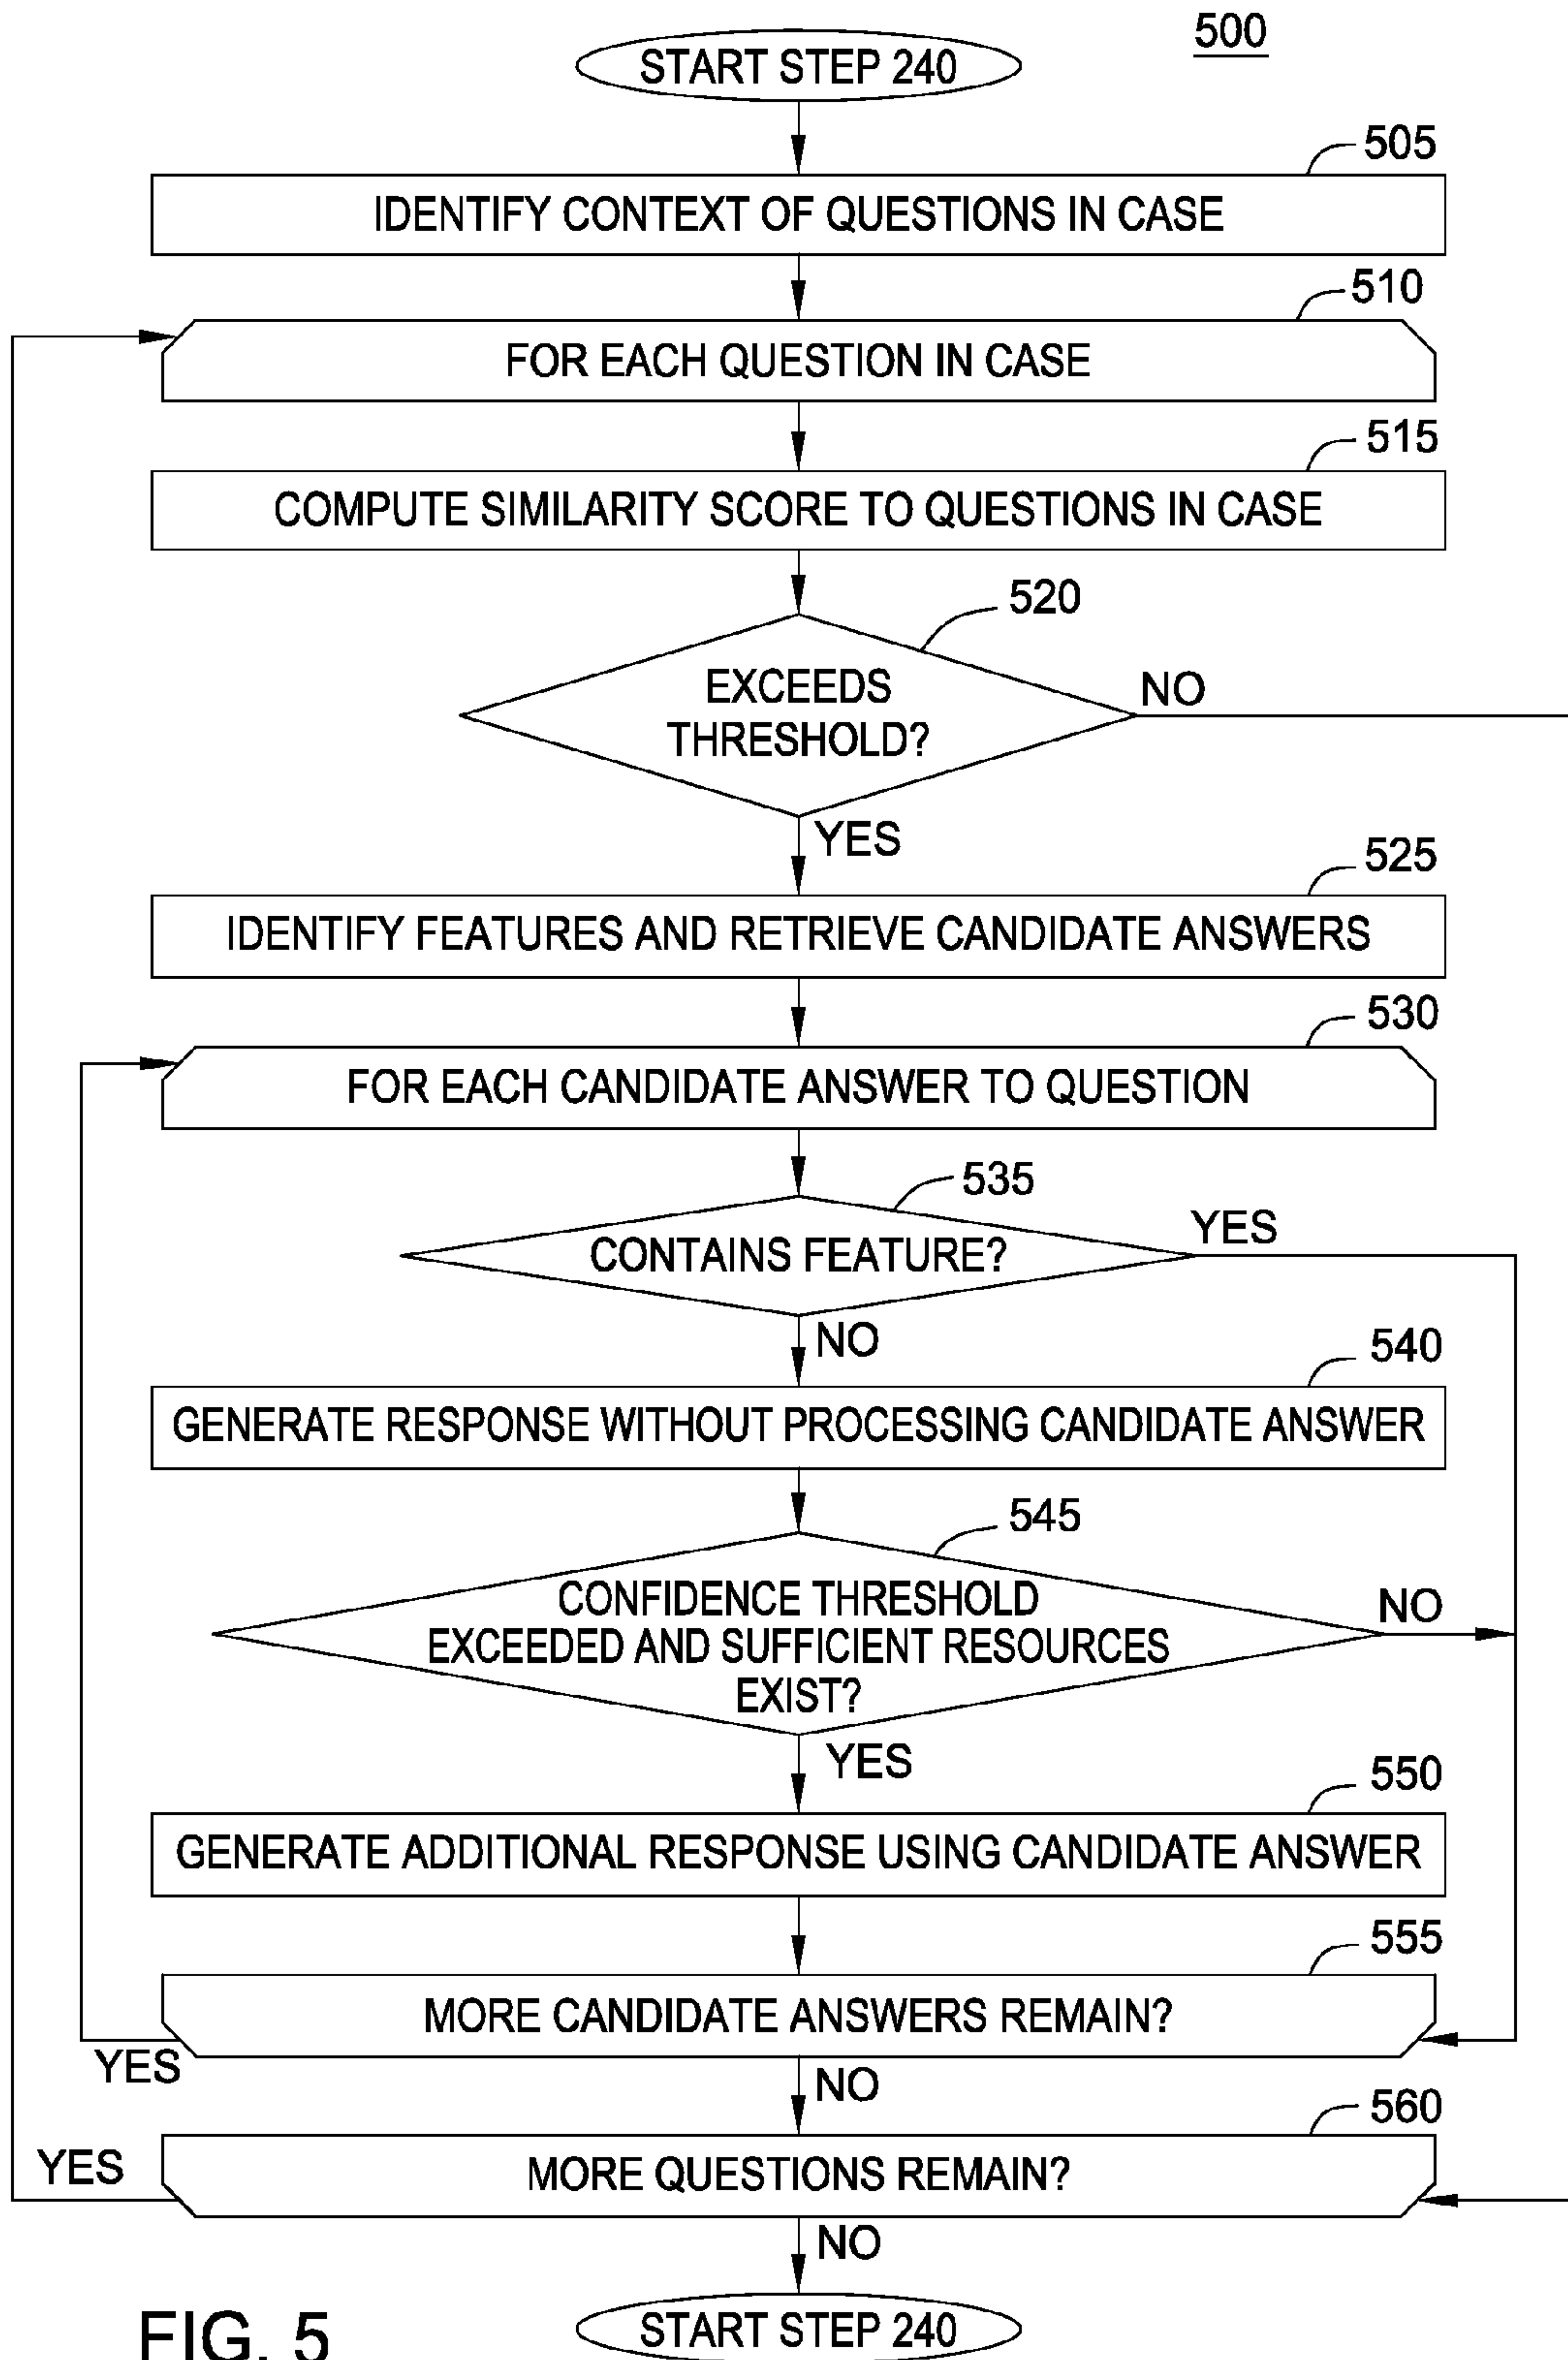 500
START STEP 240
505
IDENTIFY CONTEXT OF QUESTIONS IN CASE
510
FOR EACH QUESTION IN CASE
515
COMPUTE SIMILARITY SCORE TO QUESTIONS IN CASE
520
EXCEEDS
THRESHOLD?
NO
YES
525
IDENTIFY FEATURES AND RETRIEVE CANDIDATE ANSWERS
530
FOR EACH CANDIDATE ANSWER TO QUESTION
535
CONTAINS FEATURE?
YES
NO
540
GENERATE RESPONSE WITHOUT PROCESSING CANDIDATE ANSWER
545
CONFIDENCE THRESHOLD
EXCEEDED AND SUFFICIENT RESOURCES
EXIST?
NO
YES
550
GENERATE ADDITIONAL RESPONSE USING CANDIDATE ANSWER
555
MORE CANDIDATE ANSWERS REMAIN?
YES
NO
560
MORE QUESTIONS REMAIN?
YES
NO
START STEP 240
FIG. 5